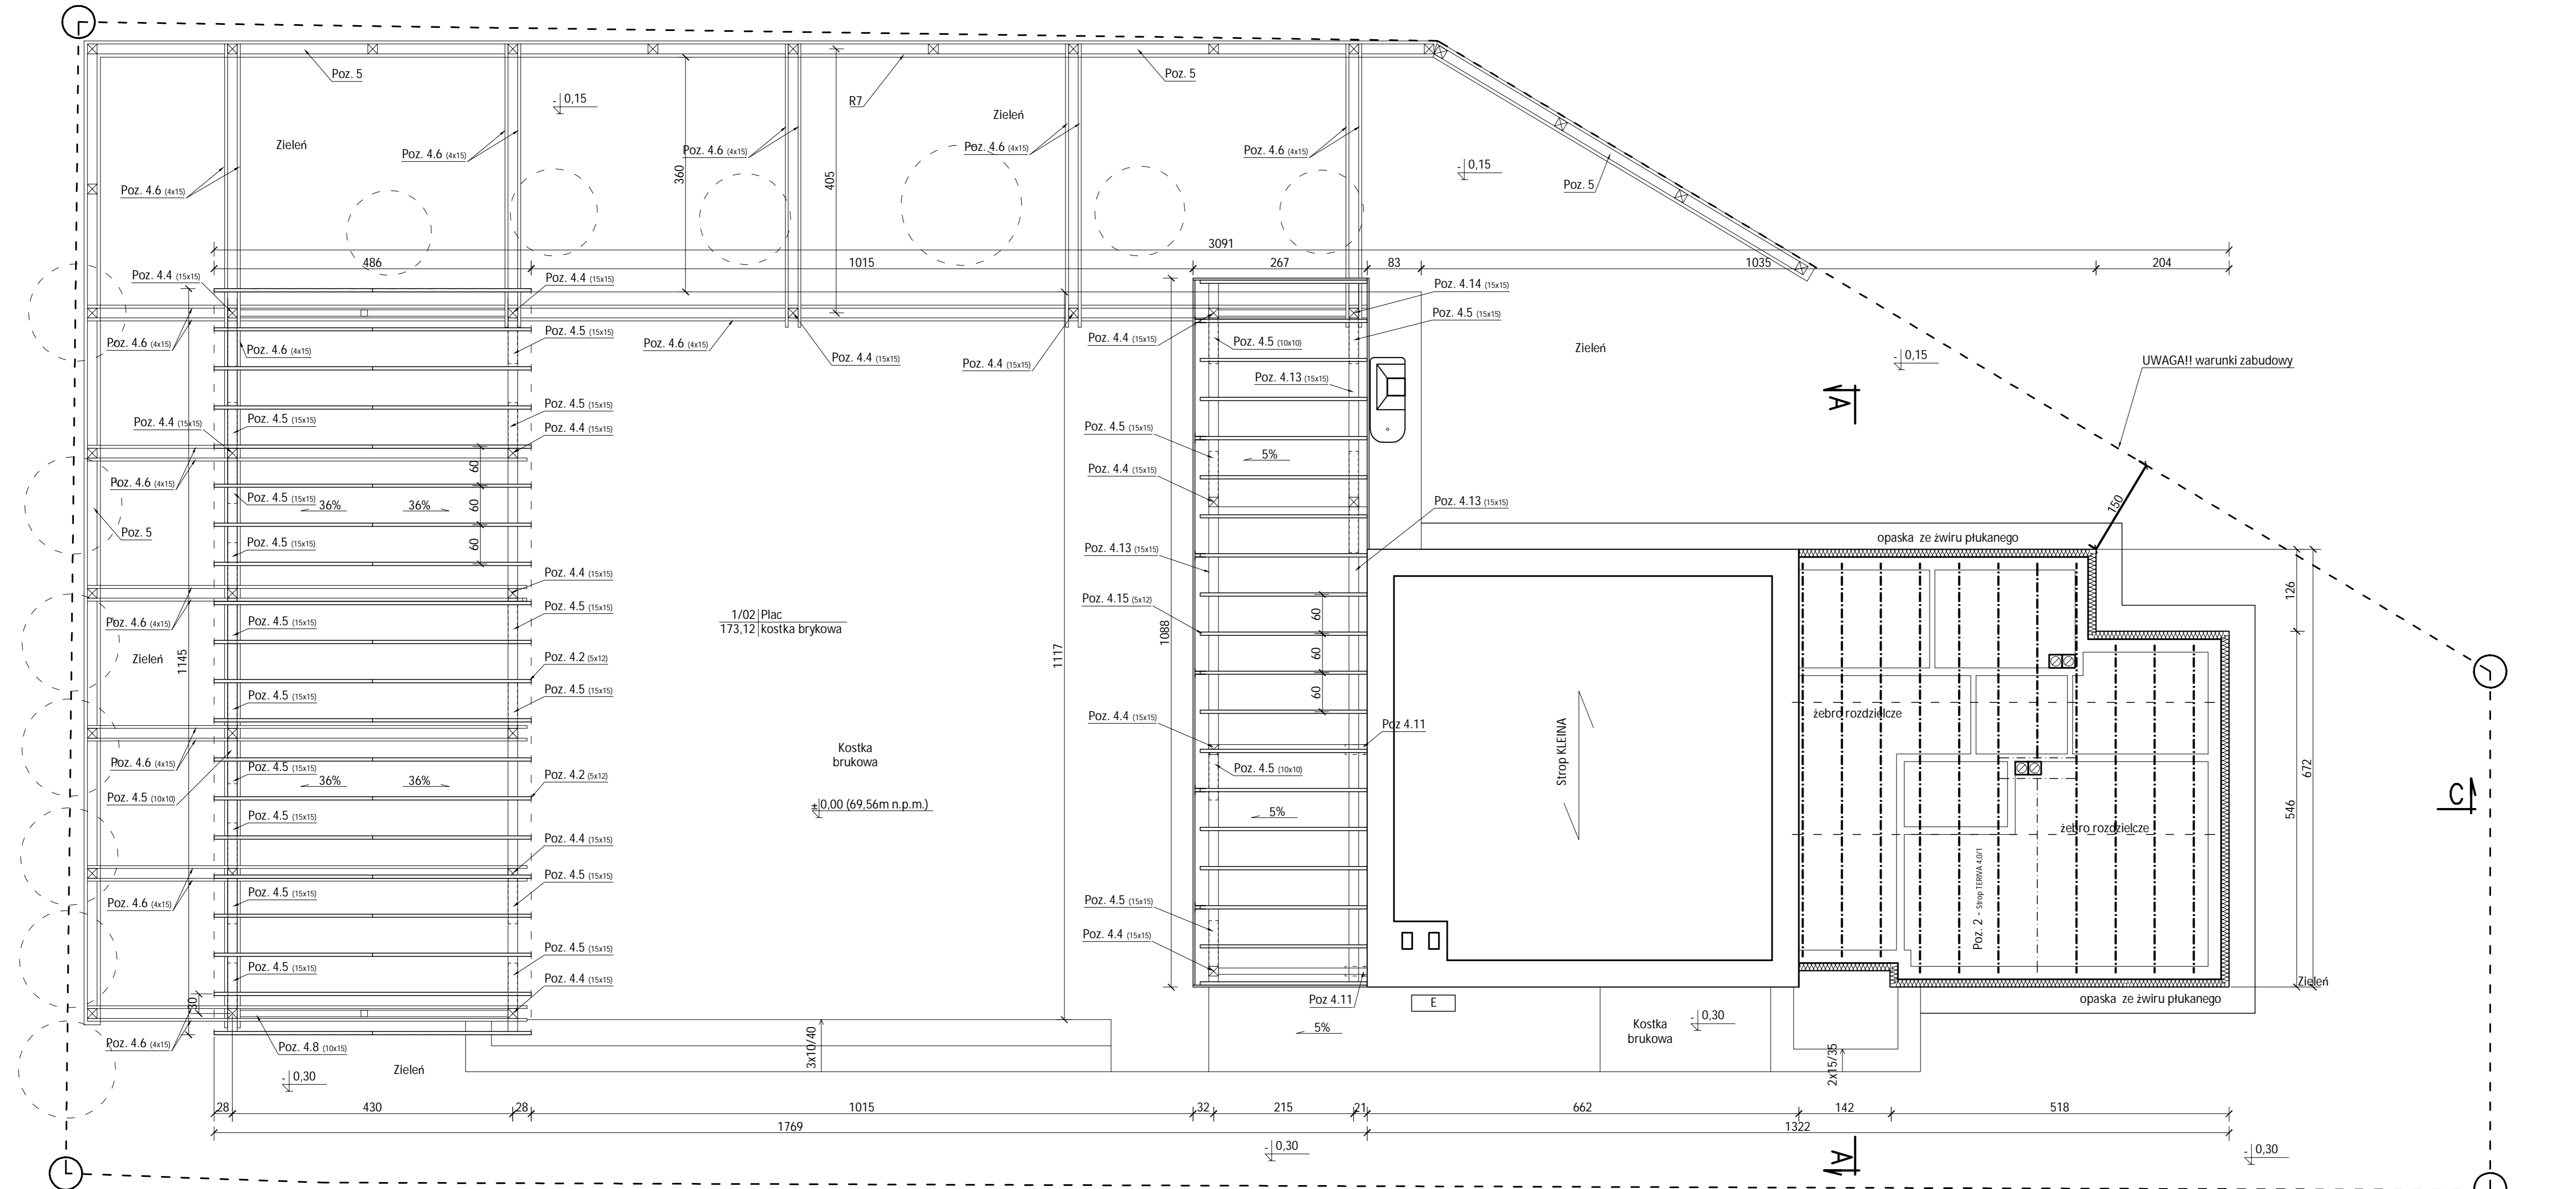 Poz. 5
Poz. 5
R7
- 0,15
Zieleń
Zieleń
Poz. 4.6 (4x15)
Poz. 4.6 (4x15)
Poz. 4.6 (4x15)
Poz. 4.6 (4x15)
Poz. 4.6 (4x15)
360
405
- 0,15
Poz. 5
3091
486
1015
267
83
1035
204
Poz. 4.4 (15x15)
Poz. 4.4 (15x15)
Poz. 4.14 (15x15)
Poz. 4.5 (15x15)
Poz. 4.5 (15x15)
Poz. 4.6 (4x15)
Poz. 4.6 (4x15)
Poz. 4.6 (4x15)
Poz. 4.4 (15x15)
Poz. 4.4 (15x15)
Poz. 4.4 (15x15)
Poz. 4.5 (10x10)
Zieleń
- 0,15
UWAGA!! warunki zabudowy
Poz. 4.13 (15x15)
A
Poz. 4.5 (15x15)
Poz. 4.4 (15x15)
Poz. 4.5 (15x15)
Poz. 4.4 (15x15)
Poz. 4.5 (15x15)
5%
60
Poz. 4.4 (15x15)
Poz. 4.6 (4x15)
Poz. 4.5 (15x15)
36%
36%
60
Poz. 4.13 (15x15)
150
Poz. 5
Poz. 4.5 (15x15)
60
Poz. 4.13 (15x15)
opaska ze żwiru płukanego
Poz. 4.4 (15x15)
Poz. 4.5 (15x15)
Poz. 4.15 (5x12)
126
Poz. 4.6 (4x15)
Poz. 4.5 (15x15)
1/02 Plac
173,12 kostka brykowa
60
1088
Zieleń
1145
Poz. 4.2 (5x12)
1117
60
Poz. 4.5 (15x15)
Poz. 4.5 (15x15)
60
Poz. 4.4 (15x15)
Poz 4.11
żebro rozdzielcze
Strop KLEINA
Kostka
brukowa
Poz. 4.6 (4x15)
Poz. 4.5 (15x15)
36%
36%
Poz. 4.2 (5x12)
Poz. 4.5 (10x10)
672
Poz. 4.5 (10x10)
± 0,00 (69,56m n.p.m.)
5%
546
C
Poz. 4.5 (15x15)
żebro rozdzielcze
Poz. 4.4 (15x15)
Poz. 4.5 (15x15)
Poz. 2 - Strop TERIVA 4.0/1
Poz. 4.6 (4x15)
Poz. 4.5 (15x15)
Poz. 4.5 (15x15)
Poz. 4.4 (15x15)
Poz. 4.5 (15x15)
Poz. 4.5 (15x15)
Poz. 4.4 (15x15)
30
Zieleń
Poz 4.11
E
opaska ze żwiru płukanego
Poz. 4.6 (4x15)
Poz. 4.8 (10x15)
3x10/40
5%
Kostka
brukowa
- 0,30
2x15/35
Zieleń
- 0,30
28
430
28
1015
32
215
21
662
142
518
1769
1322
- 0,30
- 0,30
A